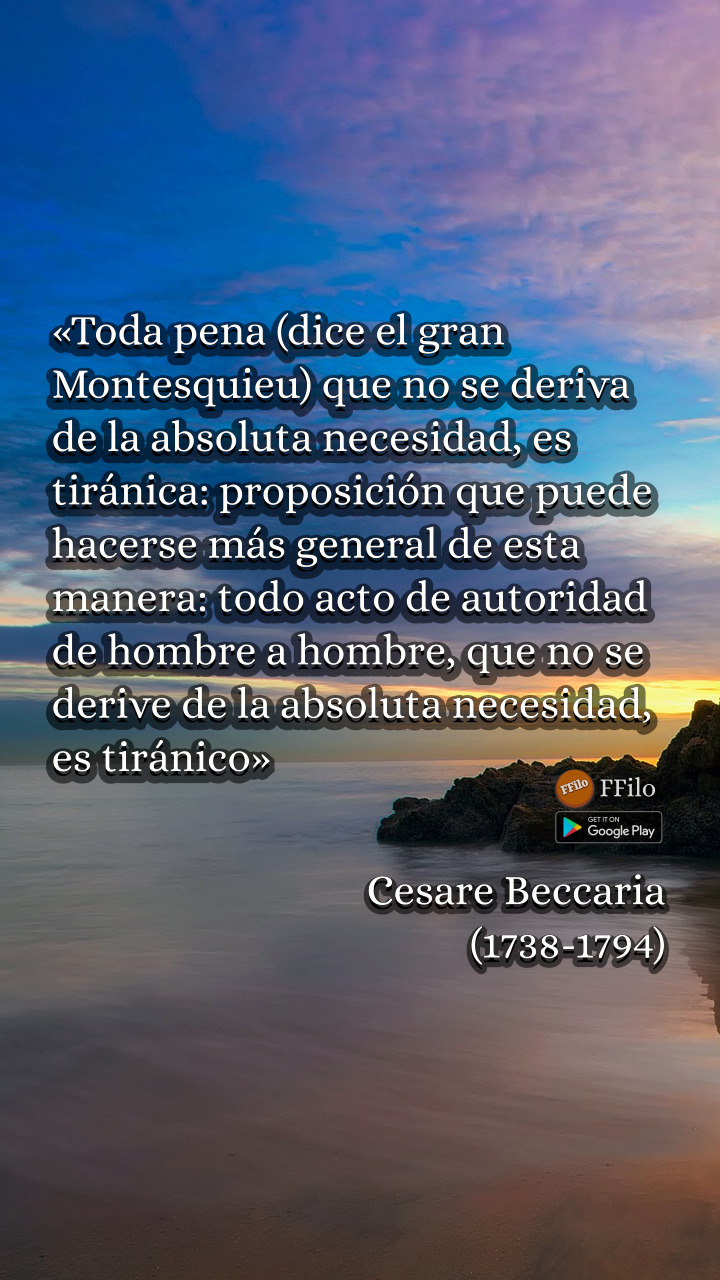 «Toda pena (dice el gran
Montesquieu) que no se deriva
de la absoluta necesidad, es
tiránica: proposición que puede
hacerse más general de esta
manera: todo acto de autoridad
de hombre a hombre, que no se
derive de la absoluta necesidad,
es tiránico»
FFilo FFilo
GET IT ON
Google Play
Cesare Beccaria
(1738-1794)